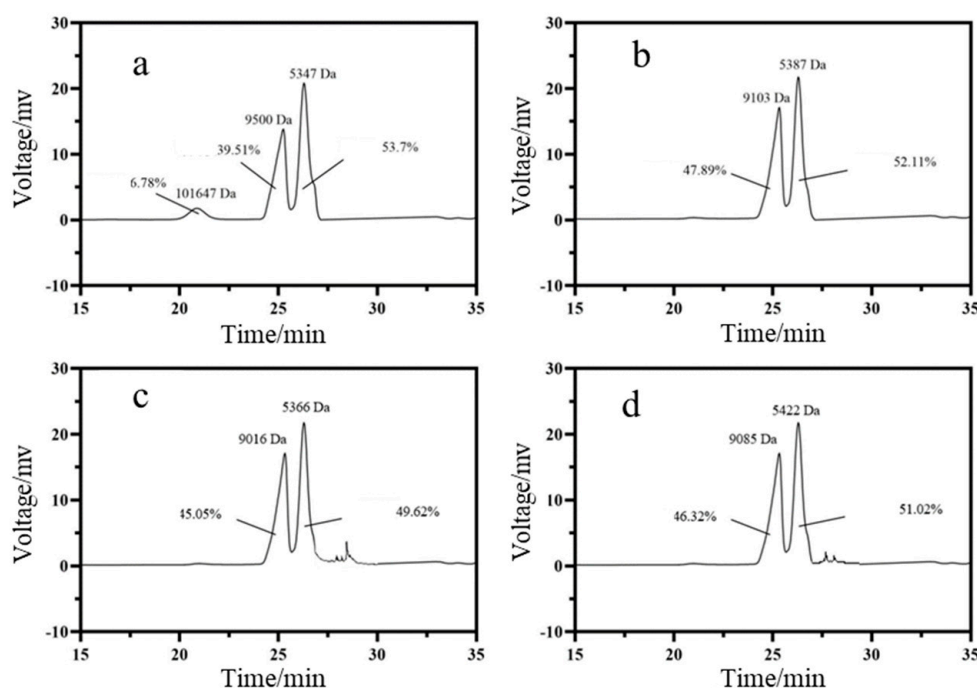 a
30
20
10
0
-10
Voltage/mv
5347 Da
9500 Da
39.51%
53.7%
6.78%
101647 Da
15
20
25
30
35
Time/min
b
30
20
10
0
-10
Voltage/mv
5387 Da
9103 Da
47.89%
52.11%
15
20
25
30
35
Time/min
c
30
20
10
0
-10
Voltage/mv
5366 Da
9016 Da
45.05%
49.62%
15
20
25
30
35
Time/min
d
30
20
10
0
-10
Voltage/mv
5422 Da
9085 Da
46.32%
51.02%
15
20
25
30
35
Time/min